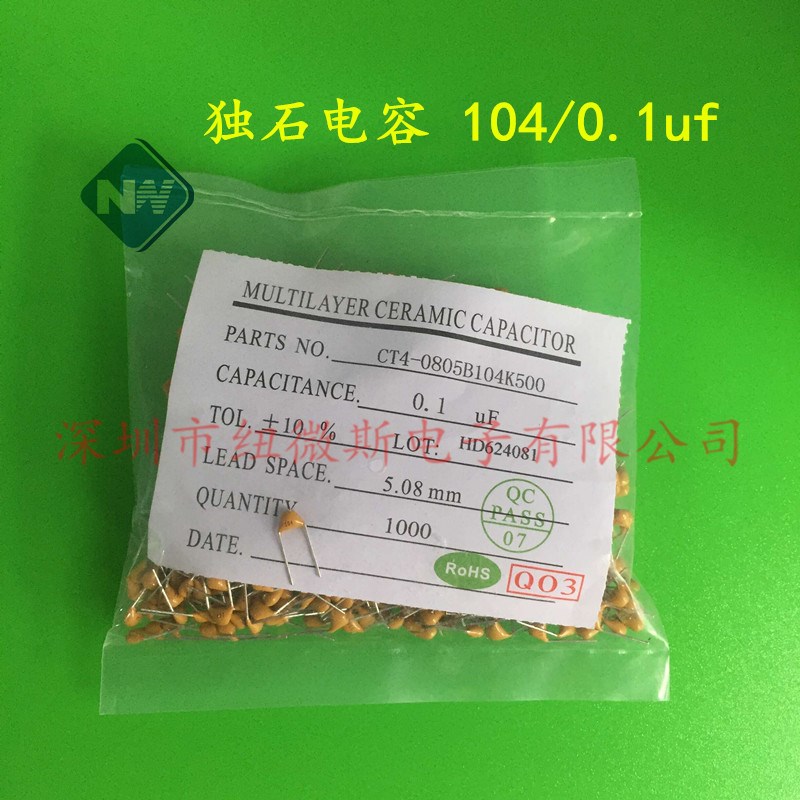 独石电容 104/0.1uf
NW
MULTILAYER CERAMIC CAPACITOR
PARTS NO. CT4-0805B104K500
CAPACITANCE. 0.1 uF
TOL. ±10 % LOT: HD624081
深圳市纽微斯电子有限公司
LEAD SPACE. 5.08 mm
QUANTITY 1000
DATE.
QC
PASS
07
RoHS
QO3